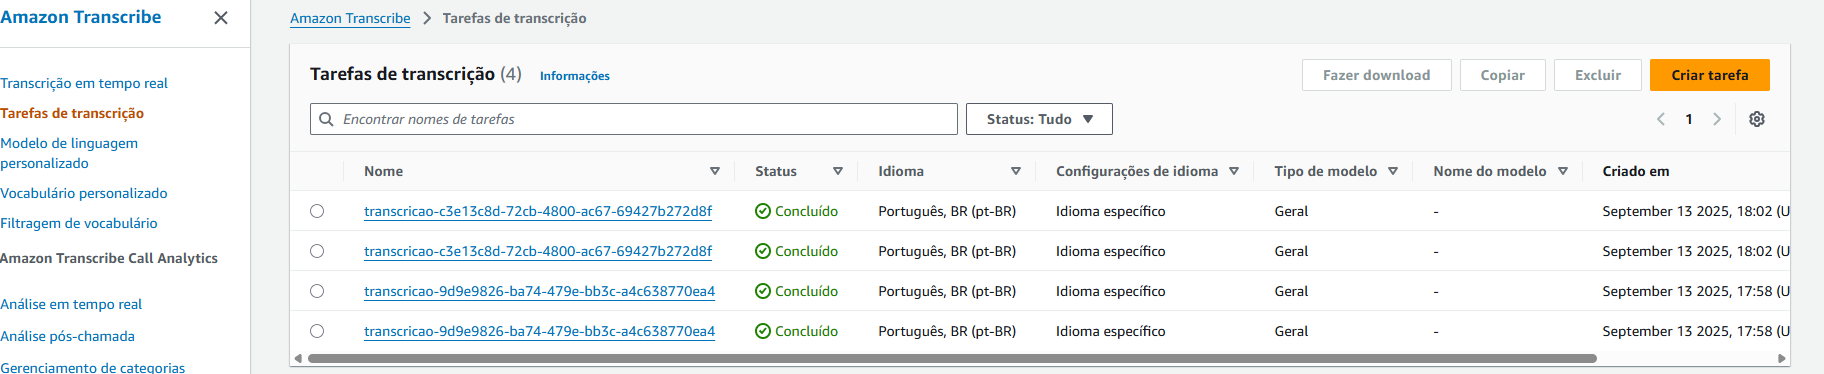 Amazon Transcribe
Transcrição em tempo real
Tarefas de transcrição
Modelo de linguagem
personalizado
Vocabulário personalizado
Filtragem de vocabulário
Amazon Transcribe Call Analytics
Análise em tempo real
Análise pós-chamada
Gerenciamento de categorias
Amazon Transcribe > Tarefas de transcrição
Tarefas de transcrição (4) Informações Fazer download Copiar Excluir Criar tarefa
Encontrar nomes de tarefas Status: Tudo 1
Nome Status Idioma Configurações de idioma Tipo de modelo Nome do modelo Criado em
transcricao-c3e13c8d-72cb-4800-ac67-69427b272d8f Concluído Português, BR (pt-BR) Idioma específico Geral - September 13 2025, 18:02 (U
transcricao-c3e13c8d-72cb-4800-ac67-69427b272d8f Concluído Português, BR (pt-BR) Idioma específico Geral - September 13 2025, 18:02 (U
transcricao-9d9e9826-ba74-479e-bb3c-a4c638770ea4 Concluído Português, BR (pt-BR) Idioma específico Geral - September 13 2025, 17:58 (U
transcricao-9d9e9826-ba74-479e-bb3c-a4c638770ea4 Concluído Português, BR (pt-BR) Idioma específico Geral - September 13 2025, 17:58 (U